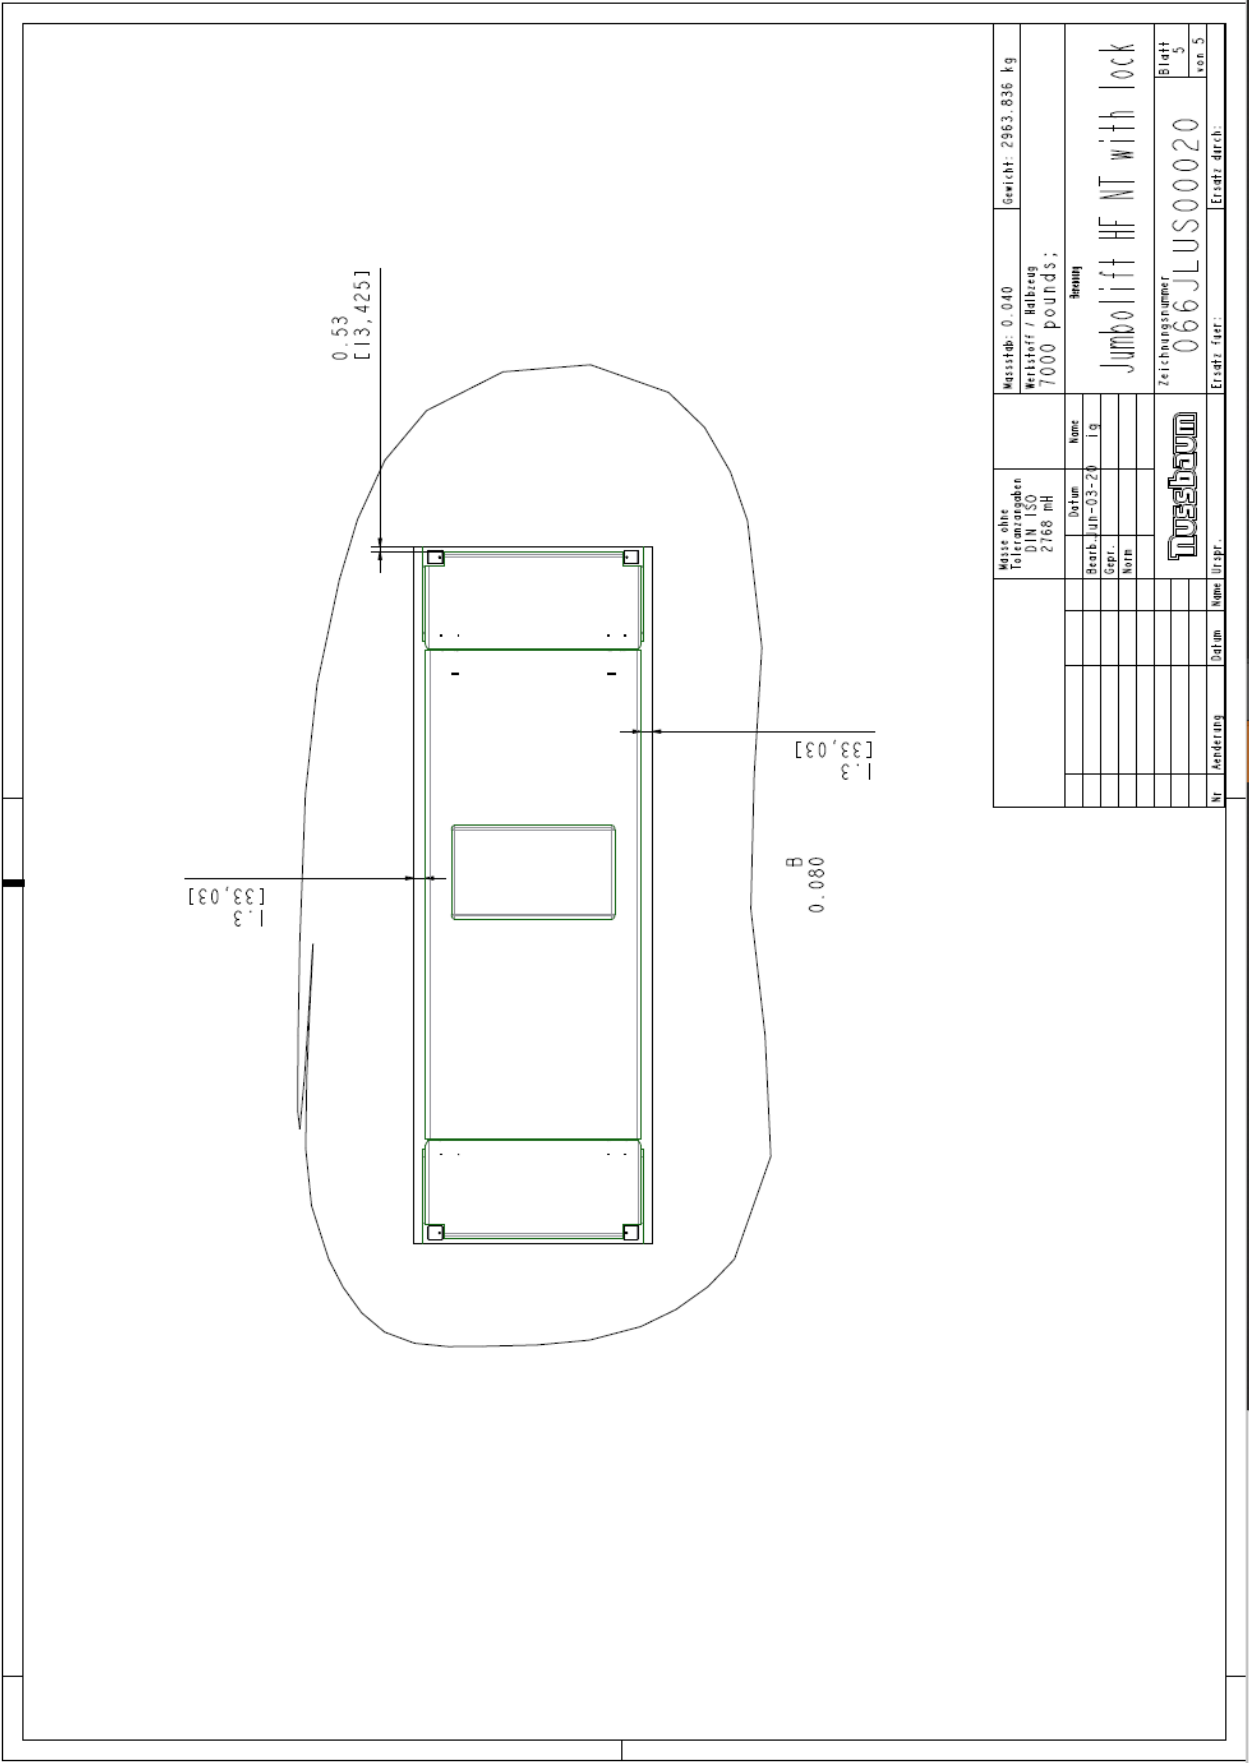 0.53
[13,425]
1.3
[33,03]
1.3
[33,03]
B
0.080
Masse ohne
Toleranzangaben
DIN ISO
2768 mH
Massstab: 0.040
Gewicht: 2963.836 kg
Werkstoff / Halbzeug
7000 pounds;
Datum
Name
Bearb.
Jun-03-20
ig
Gepr.
Norm
Benennung
Jumbolift HF NT with lock
nussbaum
Zeichnungsnummer
066JLUS00020
Blatt
5
von 5
Nr
Aenderung
Datum
Name
Urspr.
Ersatz fuer:
Ersatz durch: